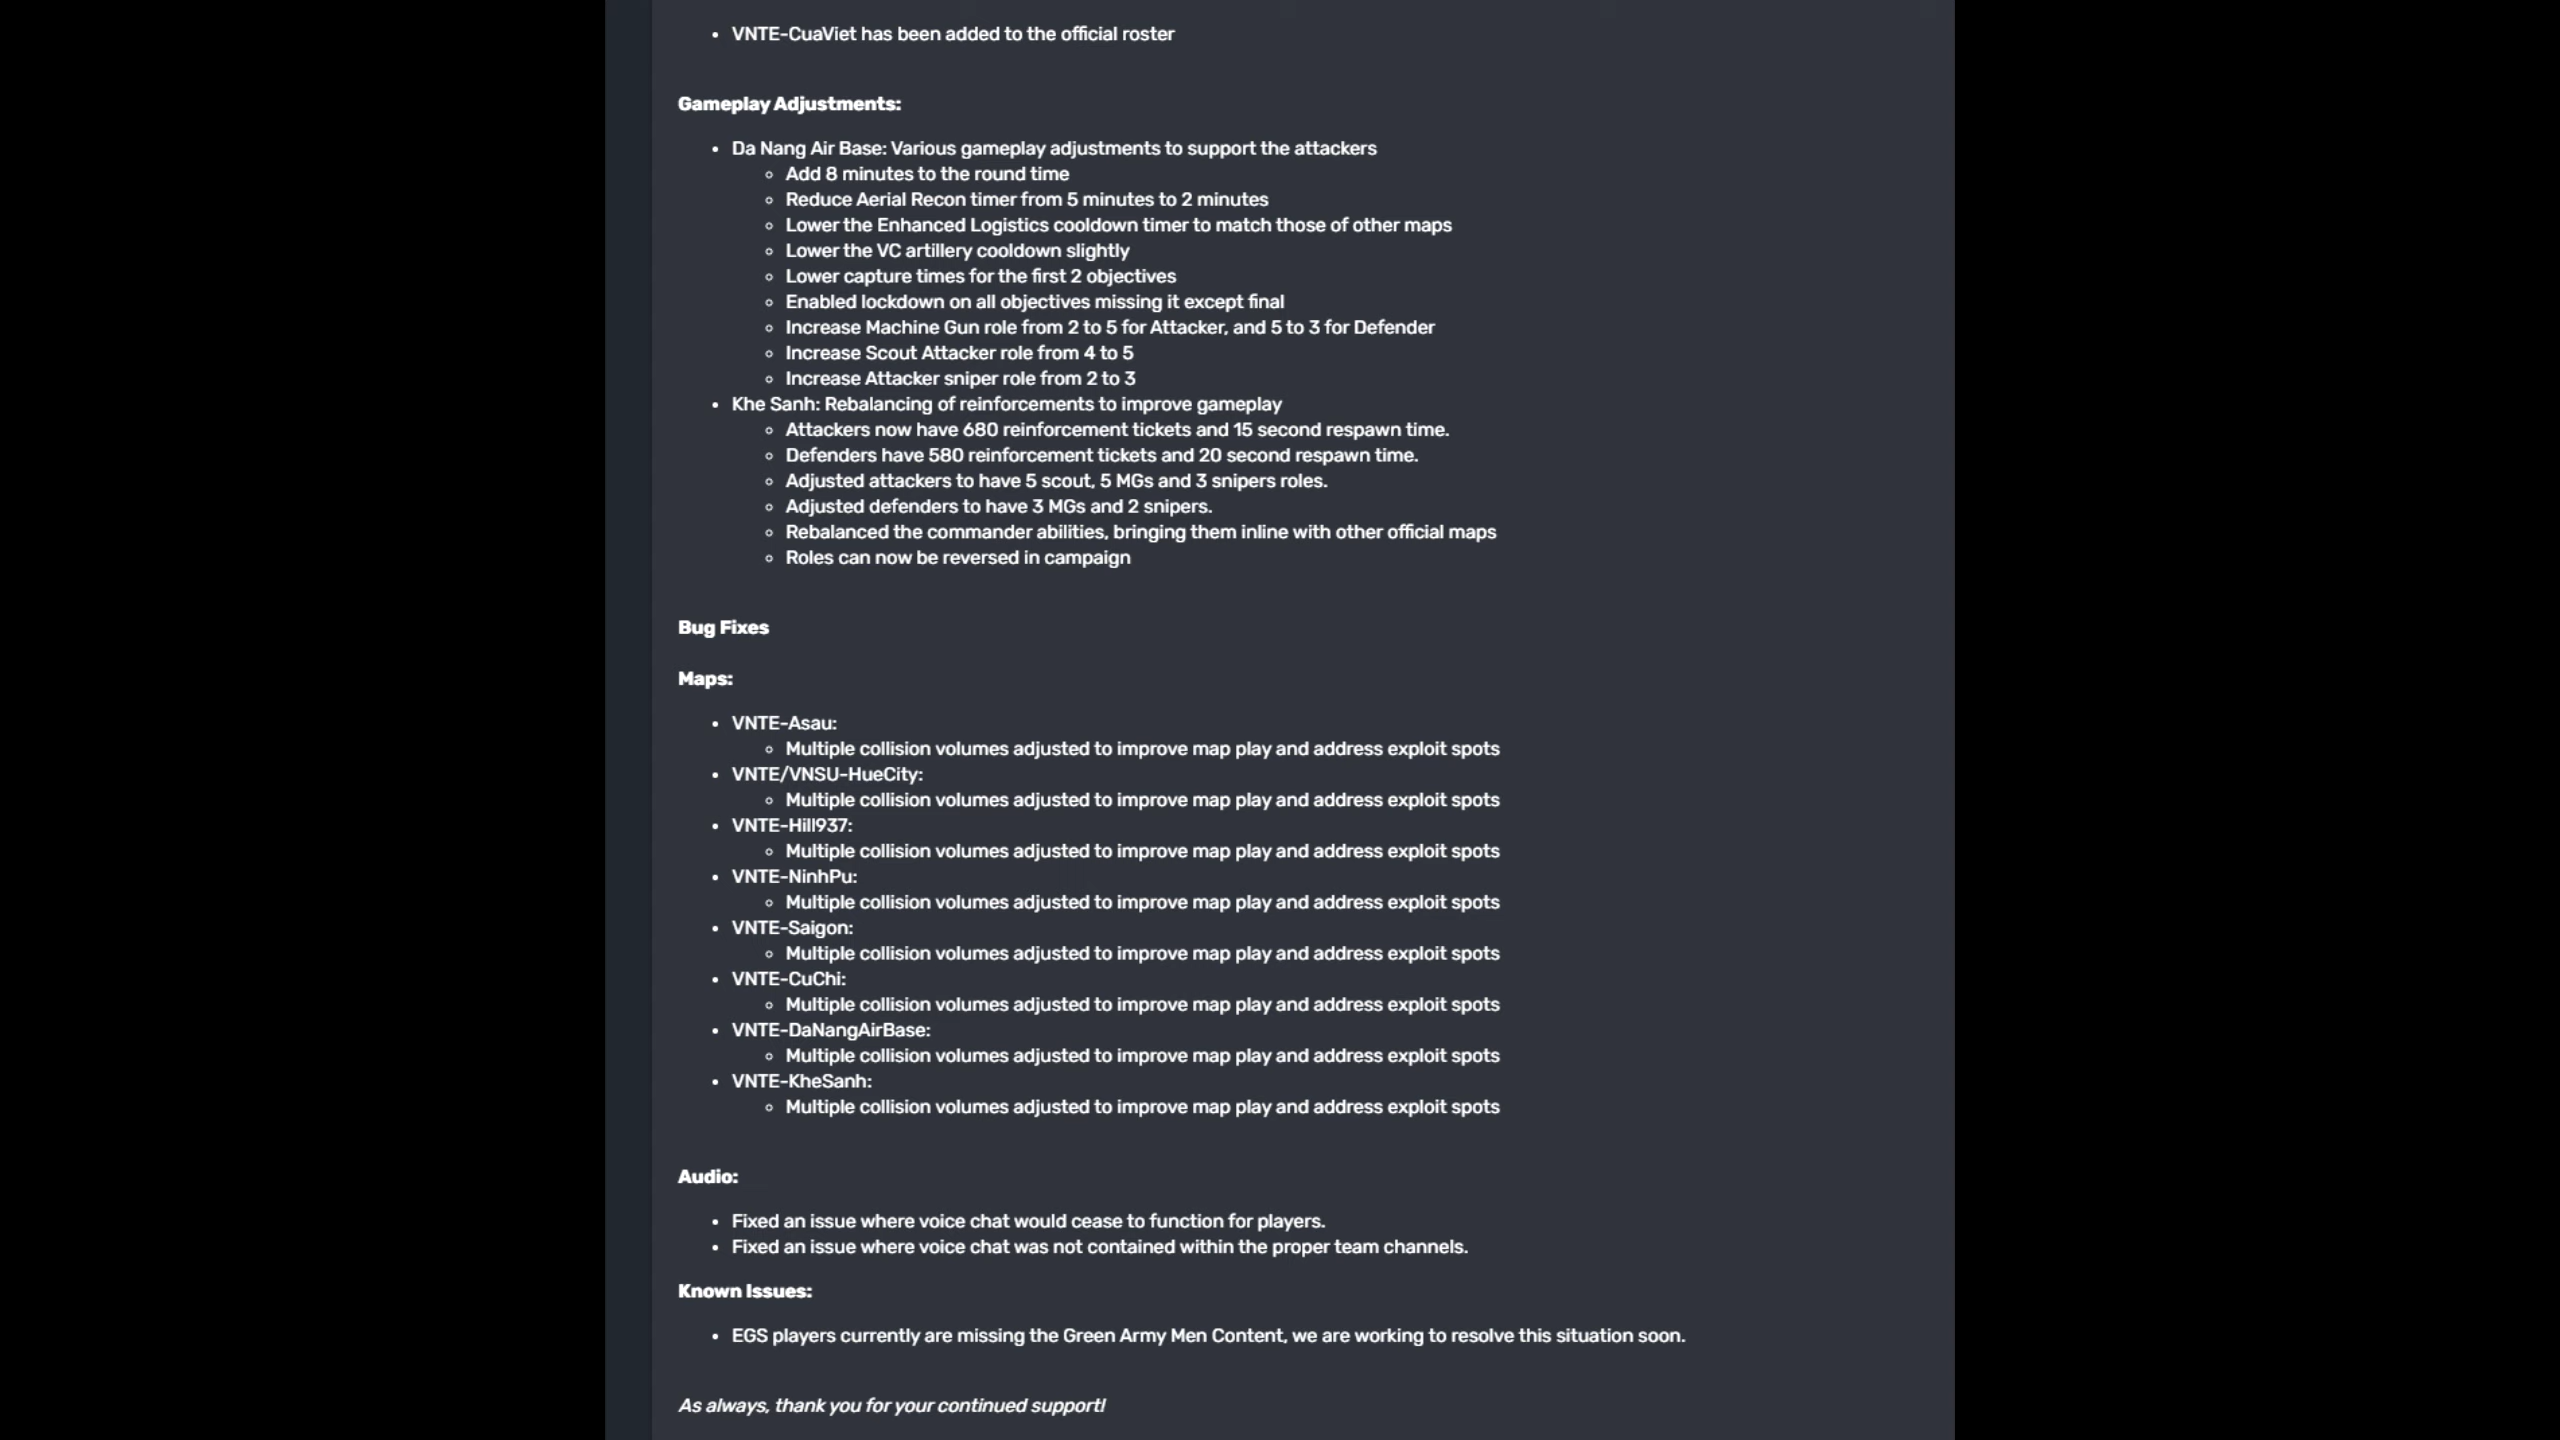 • VNTE-CuaViet has been added to the official roster
Gameplay Adjustments:
• Da Nang Air Base: Various gameplay adjustments to support the attackers
◦ Add 8 minutes to the round time
◦ Reduce Aerial Recon timer from 5 minutes to 2 minutes
◦ Lower the Enhanced Logistics cooldown timer to match those of other maps
◦ Lower the VC artillery cooldown slightly
◦ Lower capture times for the first 2 objectives
◦ Enabled lockdown on all objectives missing it except final
◦ Increase Machine Gun role from 2 to 5 for Attacker, and 5 to 3 for Defender
◦ Increase Scout Attacker role from 4 to 5
◦ Increase Attacker sniper role from 2 to 3
• Khe Sanh: Rebalancing of reinforcements to improve gameplay
◦ Attackers now have 680 reinforcement tickets and 15 second respawn time.
◦ Defenders have 580 reinforcement tickets and 20 second respawn time.
◦ Adjusted attackers to have 5 scout, 5 MGs and 3 snipers roles.
◦ Adjusted defenders to have 3 MGs and 2 snipers.
◦ Rebalanced the commander abilities, bringing them inline with other official maps
◦ Roles can now be reversed in campaign
Bug Fixes
Maps:
• VNTE-Asau:
◦ Multiple collision volumes adjusted to improve map play and address exploit spots
• VNTE/VNSU-HueCity:
◦ Multiple collision volumes adjusted to improve map play and address exploit spots
• VNTE-Hill937:
◦ Multiple collision volumes adjusted to improve map play and address exploit spots
• VNTE-NinhPu:
◦ Multiple collision volumes adjusted to improve map play and address exploit spots
• VNTE-Saigon:
◦ Multiple collision volumes adjusted to improve map play and address exploit spots
• VNTE-CuChi:
◦ Multiple collision volumes adjusted to improve map play and address exploit spots
• VNTE-DaNangAirBase:
◦ Multiple collision volumes adjusted to improve map play and address exploit spots
• VNTE-KheSanh:
◦ Multiple collision volumes adjusted to improve map play and address exploit spots
Audio:
• Fixed an issue where voice chat would cease to function for players.
• Fixed an issue where voice chat was not contained within the proper team channels.
Known Issues:
• EGS players currently are missing the Green Army Men Content, we are working to resolve this situation soon.
As always, thank you for your continued support!